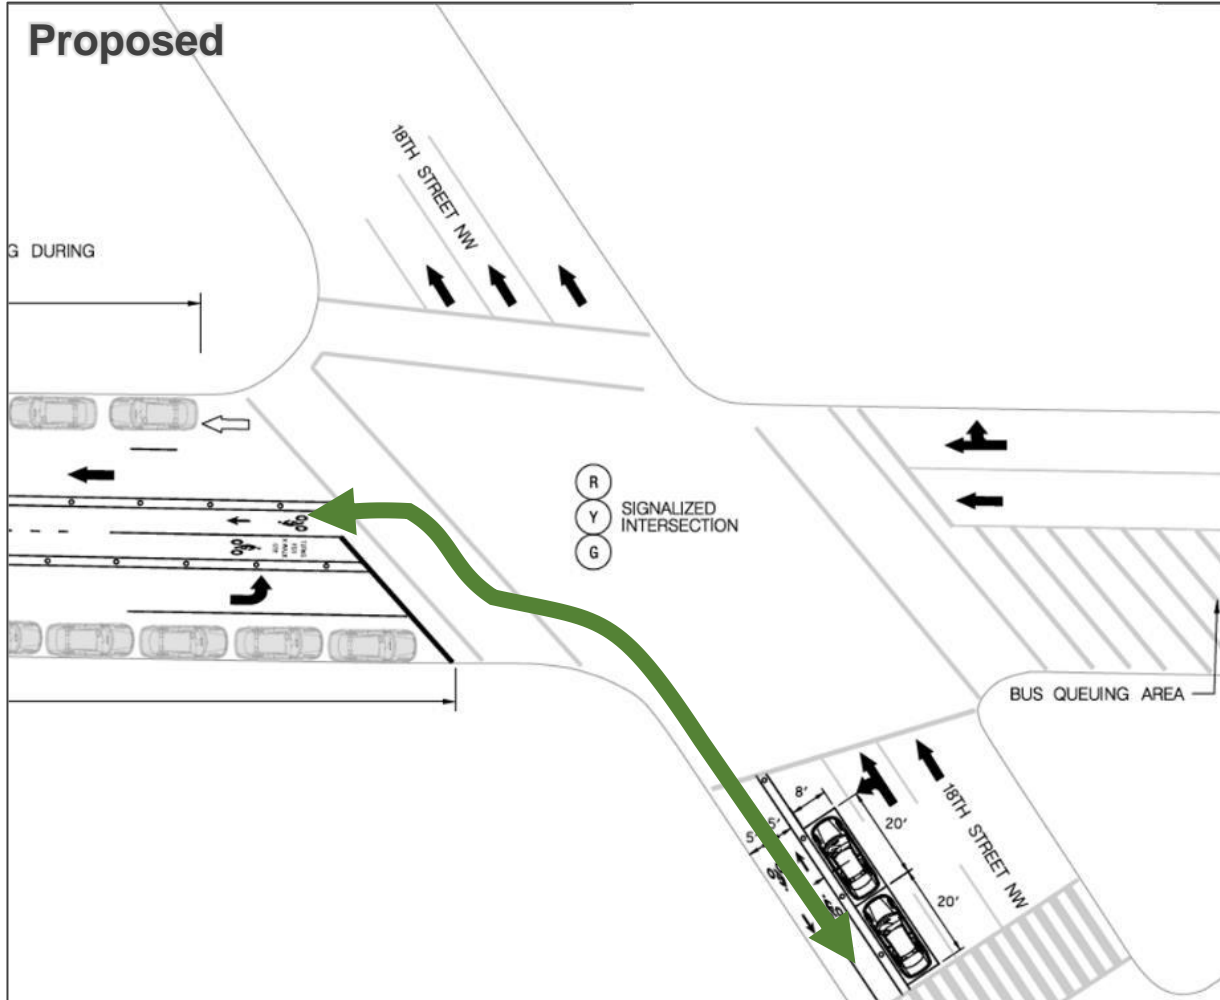 Proposed
18TH STREET NW
G DURING
R
Y
G
SIGNALIZED
INTERSECTION
BUS QUEUING AREA
8'
5'
5'
20'
20'
18TH STREET NW